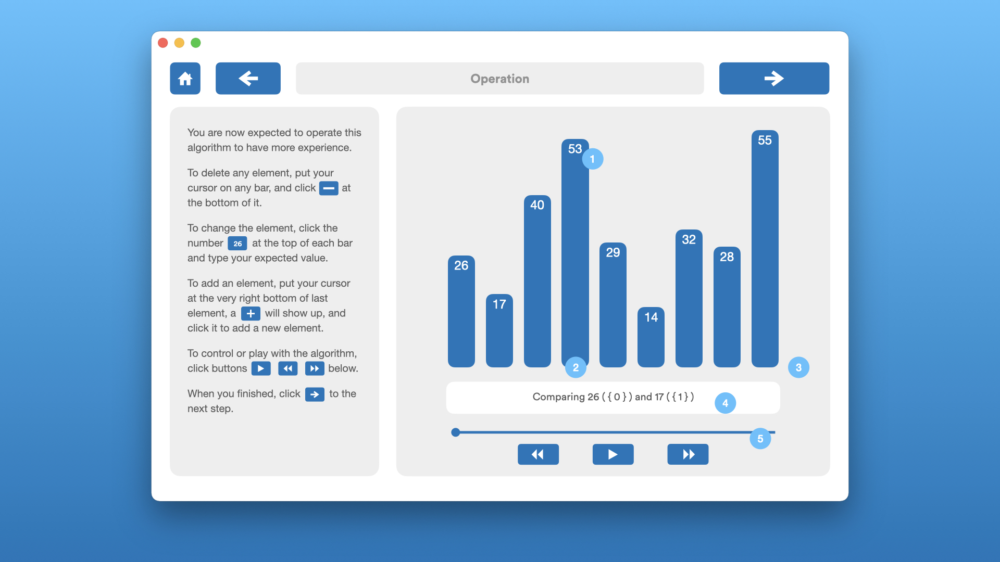 Operation
You are now expected to operate this
algorithm to have more experience.
To delete any element, put your
cursor on any bar, and click at
the bottom of it.
To change the element, click the
number 26 at the top of each bar
and type your expected value.
To add an element, put your cursor
at the very right bottom of last
element, a + will show up, and
click it to add a new element.
To control or play with the algorithm,
click buttons below.
When you finished, click to the
next step.
26
17
40
53
29
14
32
28
55
1
2
3
Comparing 26 ( { 0 } ) and 17 ( { 1 } )
4
5